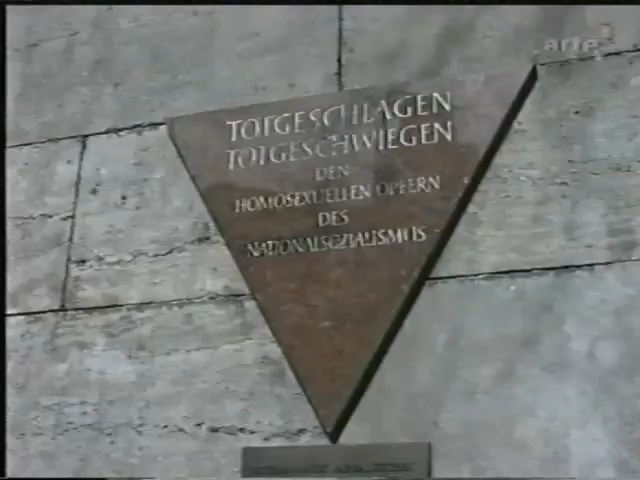 arte
TOTGESCHLAGEN
TOTGESCHWIEGEN
DEN
HOMOSEXUELLEN OPFERN
DES
NATIONALSOZIALISMUS